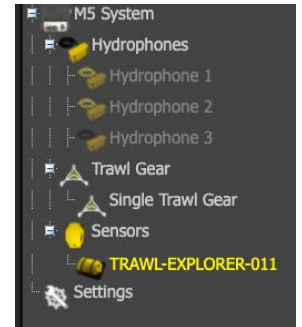 M5 System
Hydrophones
Hydrophone 1
Hydrophone 2
Hydrophone 3
Trawl Gear
Single Trawl Gear
Sensors
TRAWL-EXPLORER-011
Settings